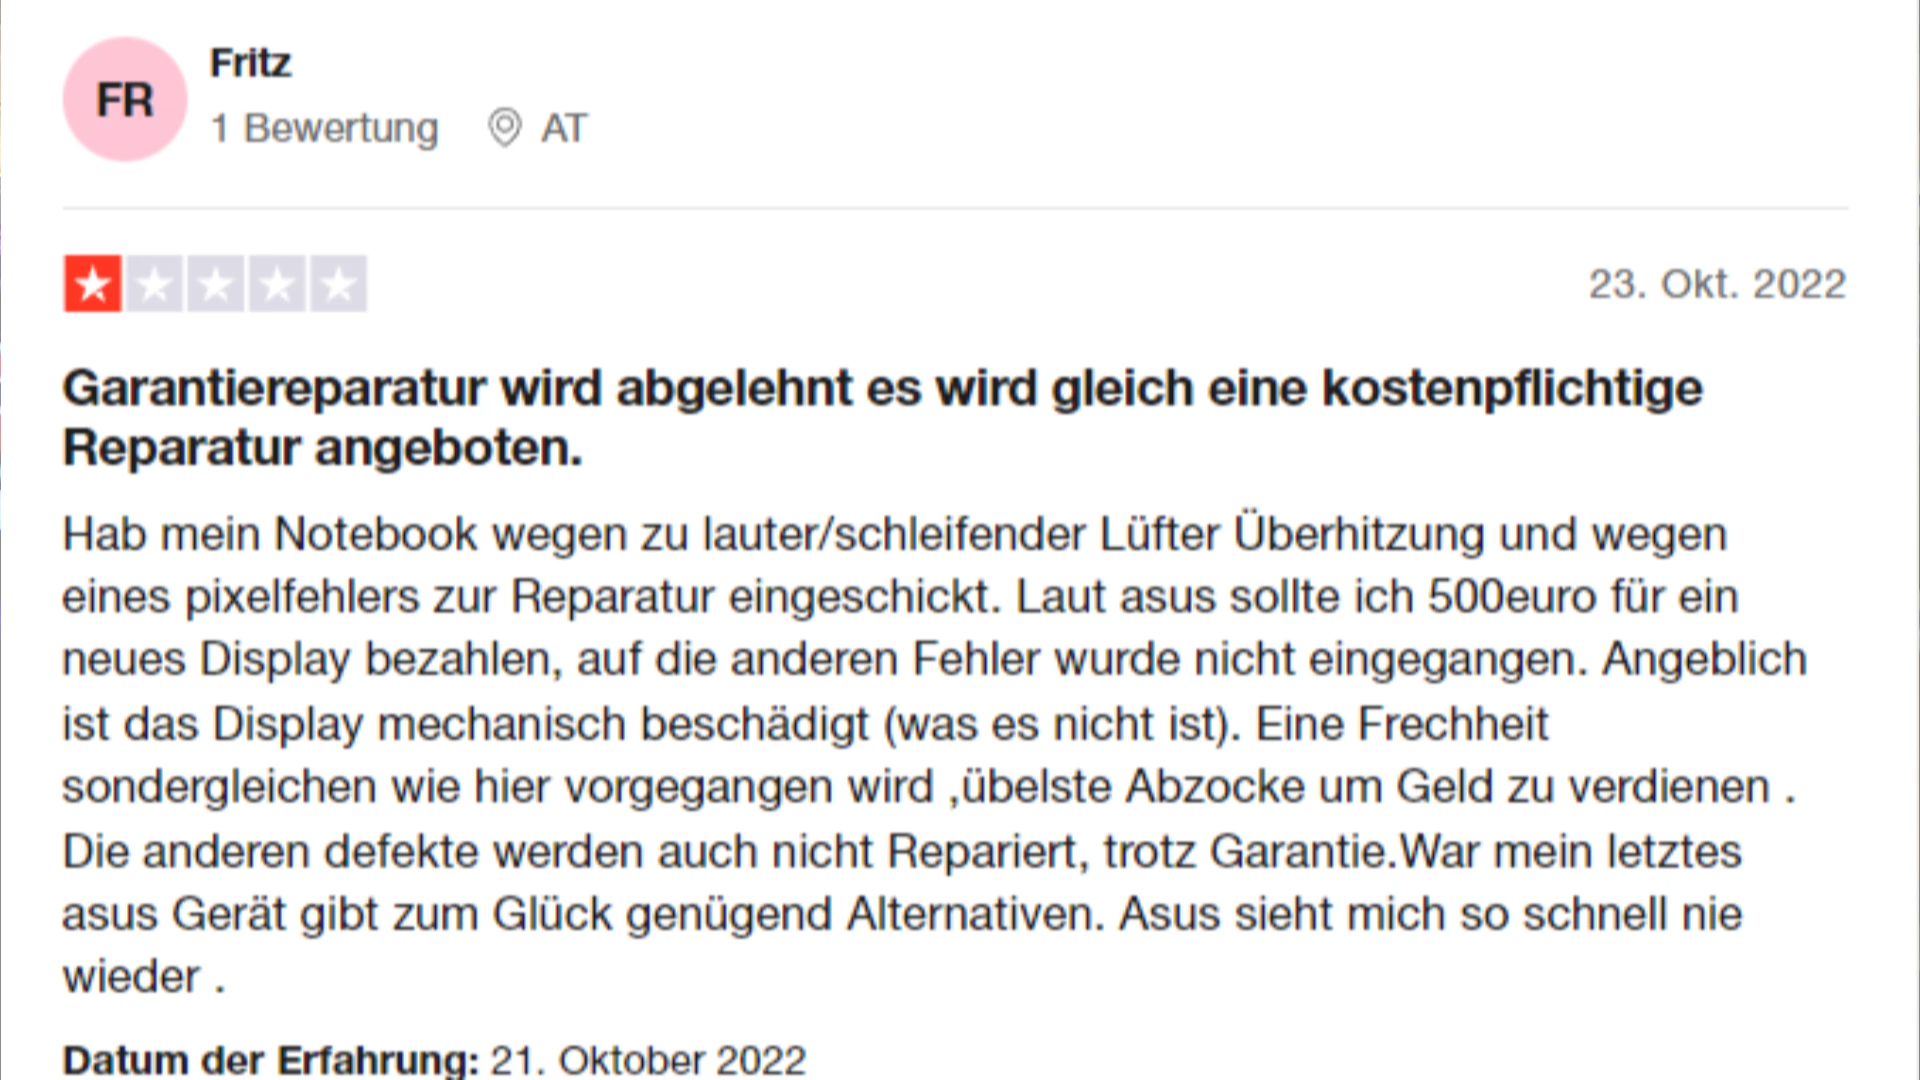 FR
Fritz
1 Bewertung AT
23. Okt. 2022
Garantiereparatur wird abgelehnt es wird gleich eine kostenpflichtige
Reparatur angeboten.
Hab mein Notebook wegen zu lauter/schleifender Lüfter Überhitzung und wegen
eines pixelfehlers zur Reparatur eingeschickt. Laut asus sollte ich 500euro für ein
neues Display bezahlen, auf die anderen Fehler wurde nicht eingegangen. Angeblich
ist das Display mechanisch beschädigt (was es nicht ist). Eine Frechheit
sondergleichen wie hier vorgegangen wird ,übelste Abzocke um Geld zu verdienen .
Die anderen defekte werden auch nicht Repariert, trotz Garantie.War mein letztes
asus Gerät gibt zum Glück genügend Alternativen. Asus sieht mich so schnell nie
wieder .
Datum der Erfahrung: 21. Oktober 2022